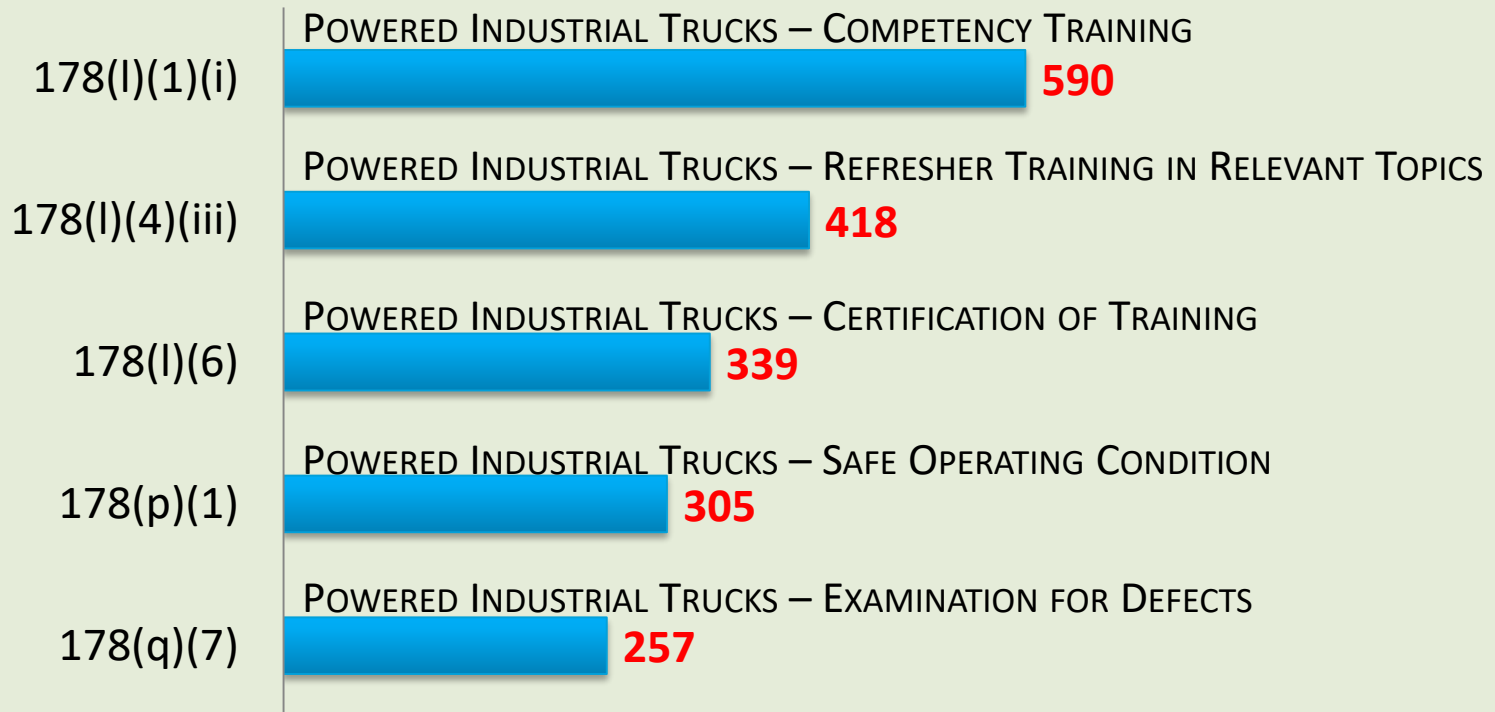 POWERED INDUSTRIAL TRUCKS – COMPETENCY TRAINING
178(l)(1)(i)
590
POWERED INDUSTRIAL TRUCKS – REFRESHER TRAINING IN RELEVANT TOPICS
178(l)(4)(iii)
418
POWERED INDUSTRIAL TRUCKS – CERTIFICATION OF TRAINING
178(l)(6)
339
POWERED INDUSTRIAL TRUCKS – SAFE OPERATING CONDITION
178(p)(1)
305
POWERED INDUSTRIAL TRUCKS – EXAMINATION FOR DEFECTS
178(q)(7)
257